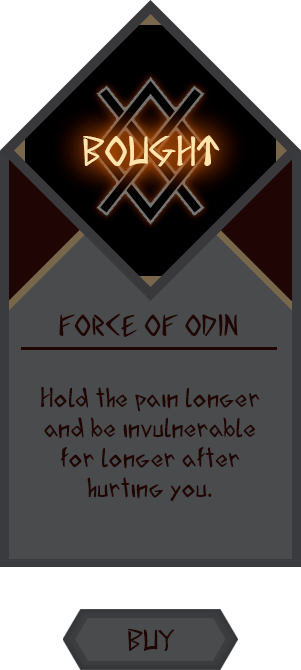 BOUGHT
FORCE OF ODIN
Hold the pain longer
and be invulnerable
for longer after
hurting you.
BUY